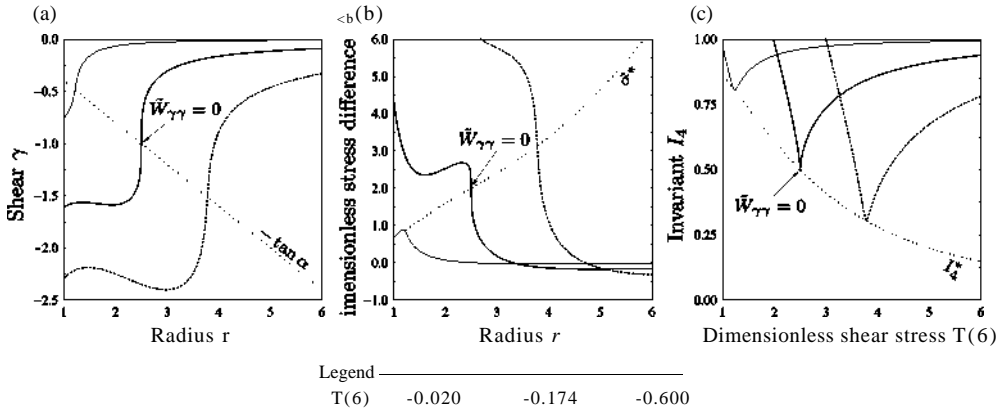 (a)
0.0
-0.5
-1.0
-1.5
-2.0
-2.5
Shear γ
W̃γγ = 0
− tan α
1 2 3 4 5 6
Radius r
<b(b)
6.0
5.0
4.0
3.0
2.0
1.0
0.0
-1.0
imensionless stress difference
σ̂*
W̃γγ = 0
1 2 3 4 5 6
Radius r
(c)
1.00
0.75
0.50
0.25
0.00
Invariant I₄
W̃γγ = 0
I₄*
1 2 3 4 5 6
Dimensionless shear stress T(6)
Legend
T(6) -0.020 -0.174 -0.600